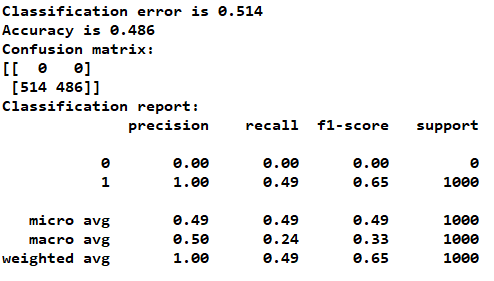 Classification error is 0.514
Accuracy is 0.486
Confusion matrix:
[[  0   0]
 [514 486]]
Classification report:
              precision    recall  f1-score   support

           0       0.00      0.00      0.00         0
           1       1.00      0.49      0.65      1000

   micro avg       0.49      0.49      0.49      1000
   macro avg       0.50      0.24      0.33      1000
weighted avg       1.00      0.49      0.65      1000